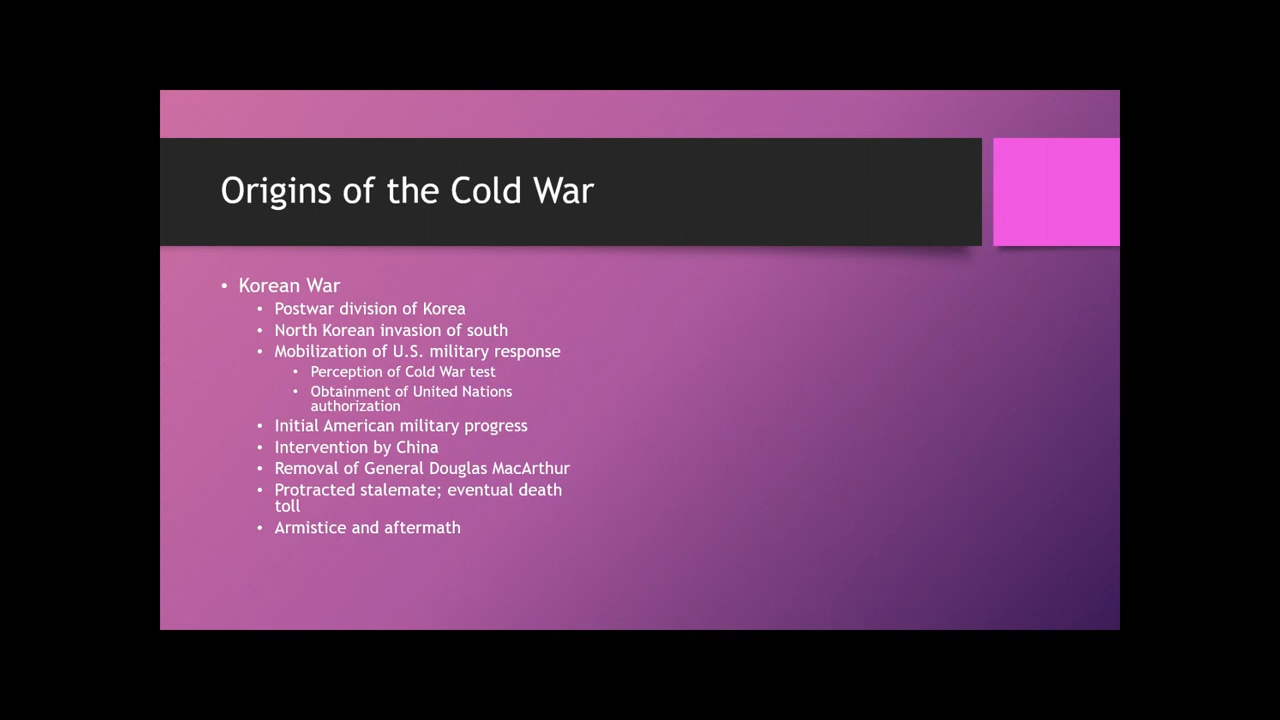 Origins of the Cold War
• Korean War
• Postwar division of Korea
• North Korean invasion of south
• Mobilization of U.S. military response
• Perception of Cold War test
• Obtainment of United Nations
authorization
• Initial American military progress
• Intervention by China
• Removal of General Douglas MacArthur
• Protracted stalemate; eventual death
toll
• Armistice and aftermath